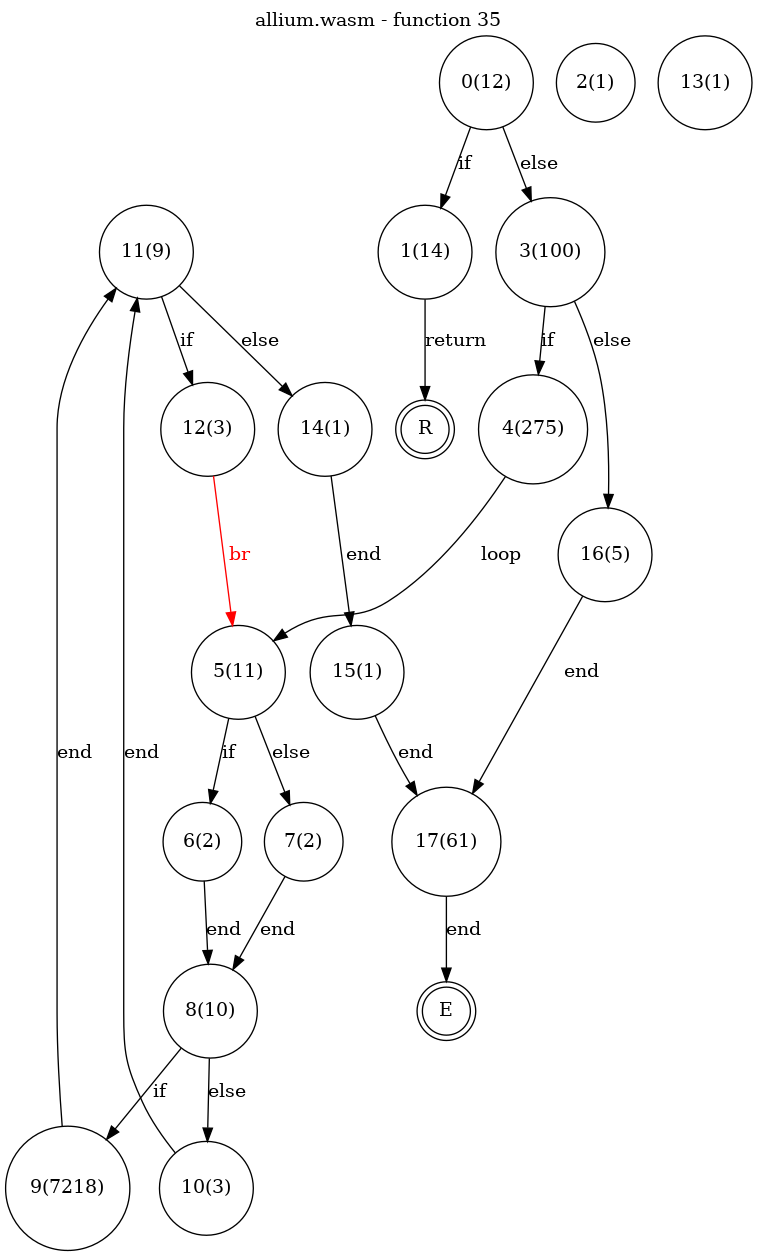 allium.wasm - function 35
0(12)
2(1)
13(1)
if
else
11(9)
1(14)
3(100)
if
else
return
if
else
12(3)
14(1)
R
4(275)
br
end
loop
16(5)
5(11)
15(1)
end
end
end
if
else
end
6(2)
7(2)
17(61)
end
end
end
8(10)
E
if
else
9(7218)
10(3)